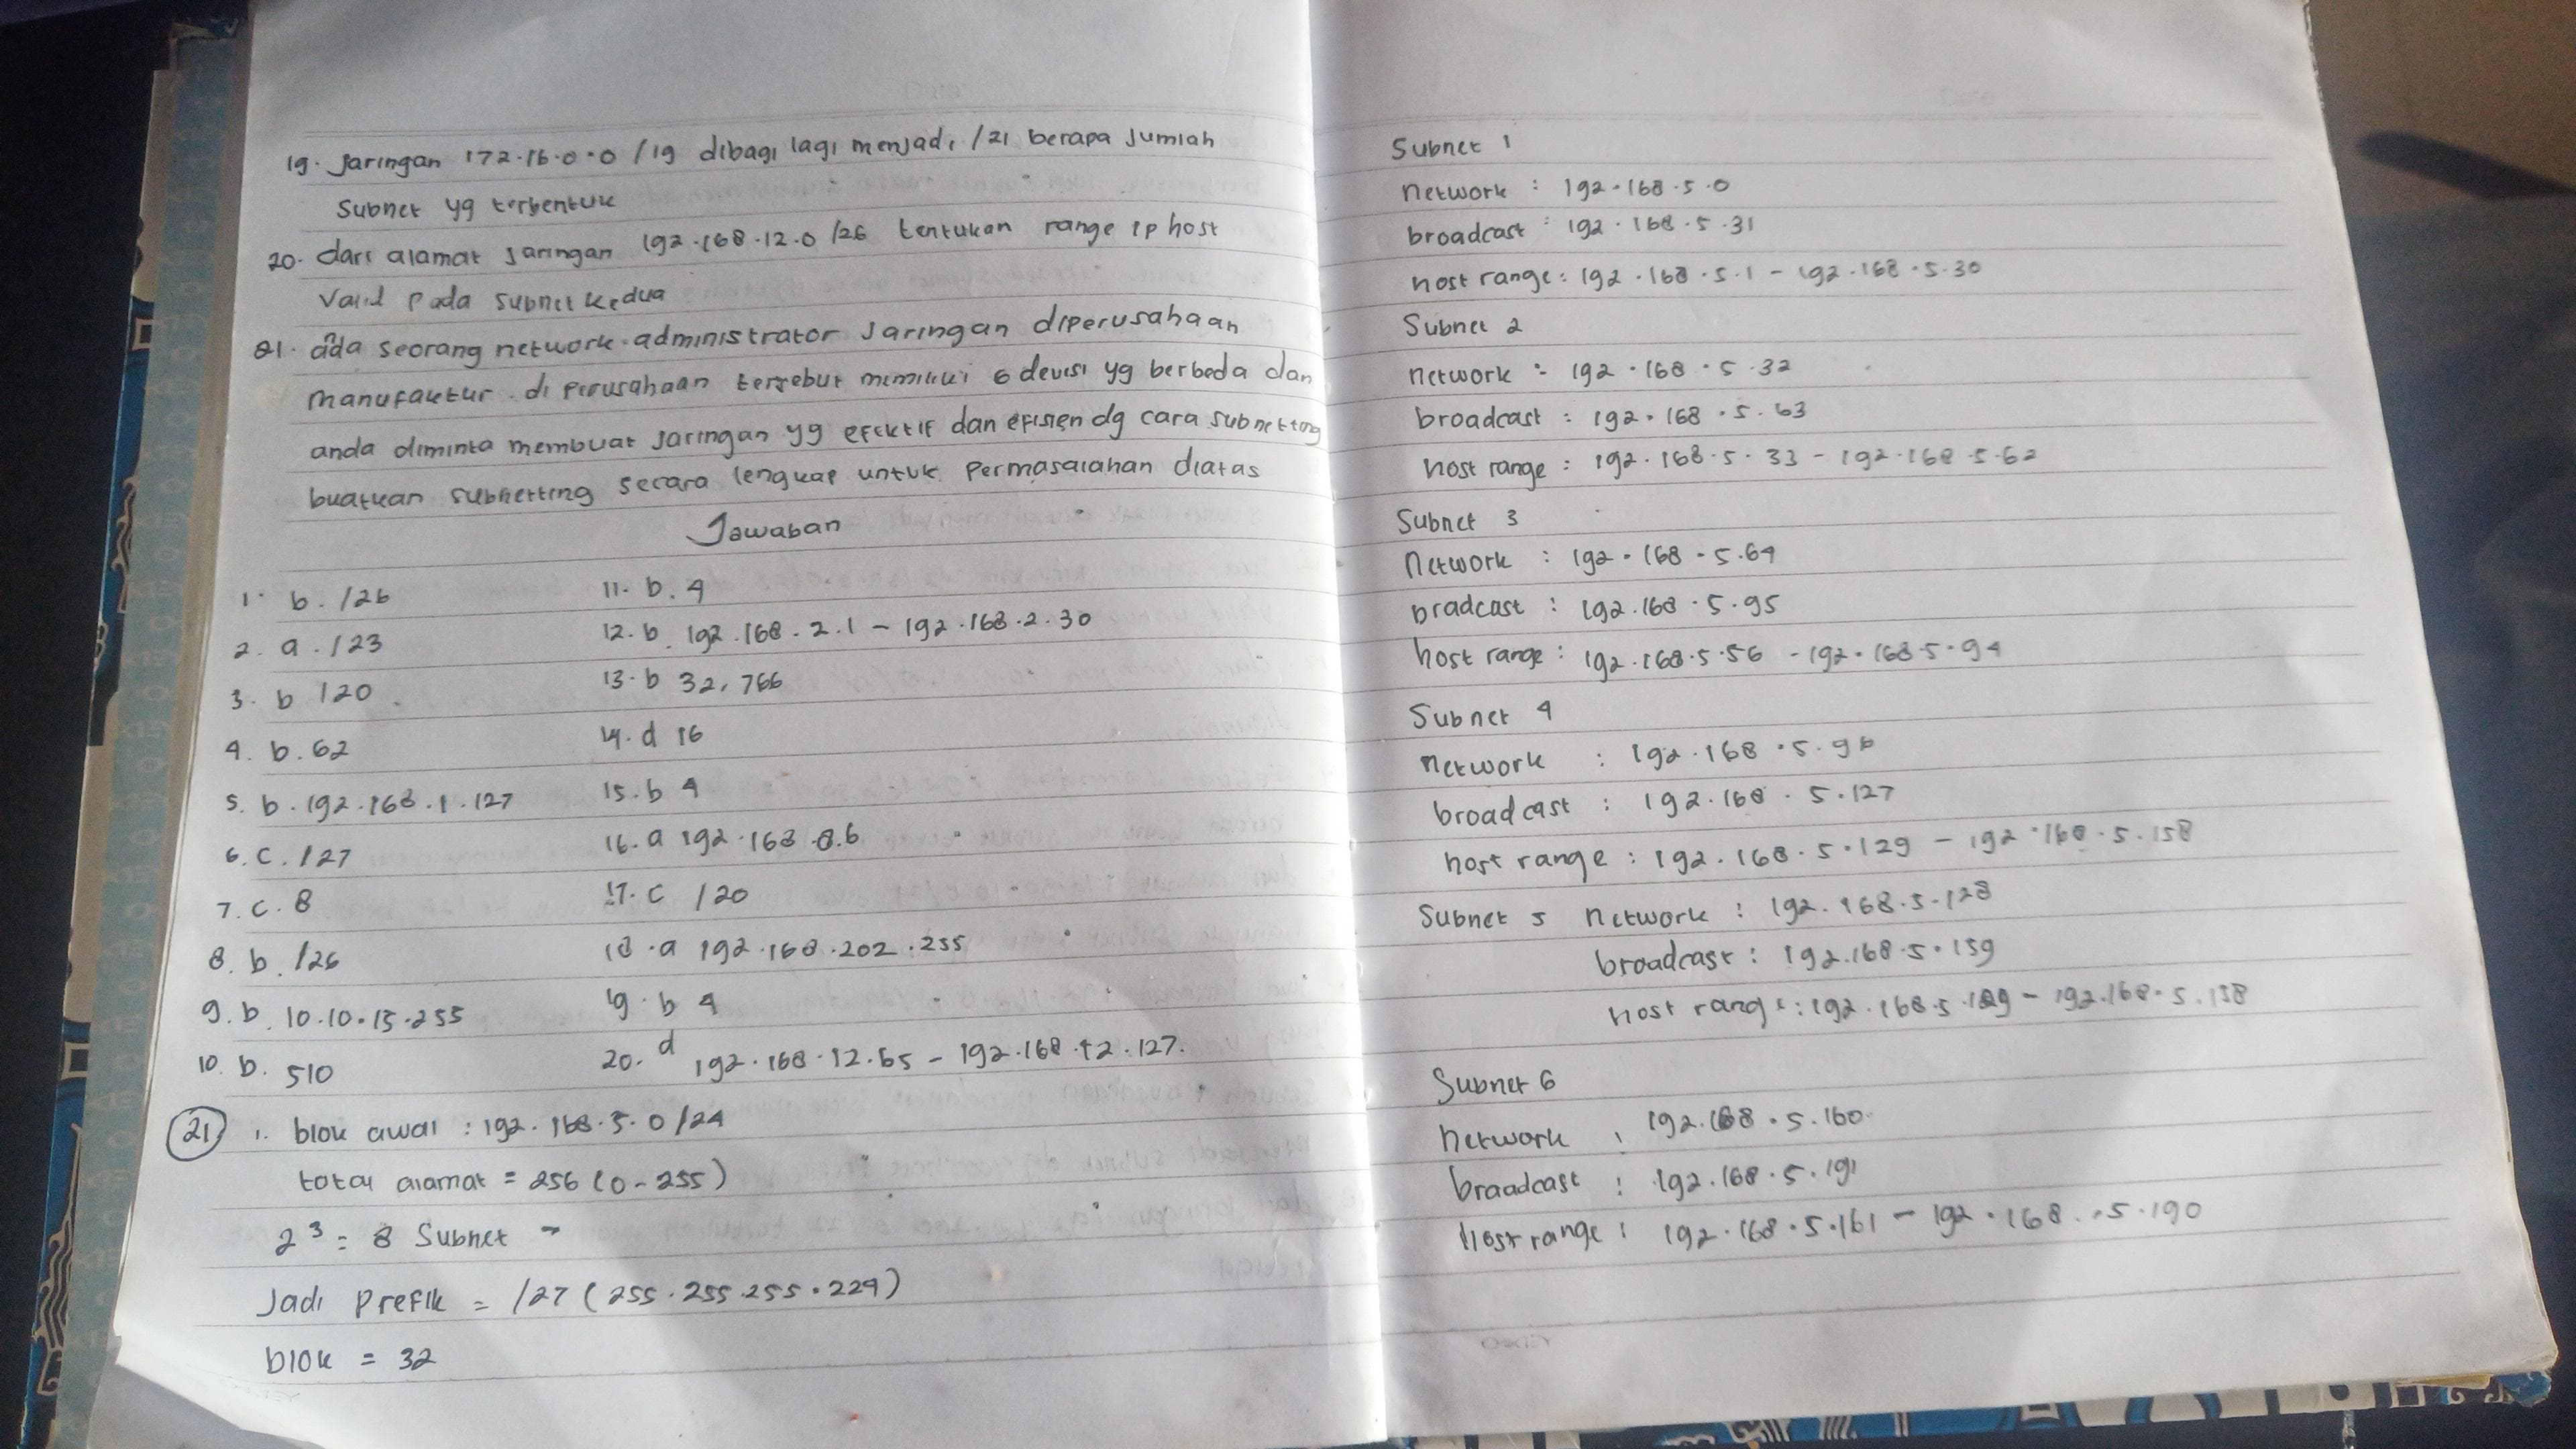 19. Jaringan 172.16.0.0 /19 dibagi lagi menjadi /21 berapa Jumlah
Subnet yg terbentuk
20. dari alamat Jaringan 192.168.12.0 /26 tentukan range ip host
Valid pada subnet kedua
21. ada seorang network administrator Jaringan diperusahaan
manufaktur. di perusahaan tersebut memiliki 6 devisi yg berbeda dan
anda diminta membuat jaringan yg efektif dan efisien dg cara subnetting
buatkan subnetting secara lengkap untuk permasalahan diatas
Jawaban
1. b. /26
2. a. /23
3. b /20
4. b. 62
5. b. 192.168.1.127
6. c. /27
7. c. 8
8. b. /26
9. b. 10.10.15.255
10. b. 510
11. b. 4
12. b. 192.168.2.1 - 192.168.2.30
13. b 32,766
14. d 16
15. b 4
16. a 192.168.8.6
17. c /20
18. a 192.168.202.255
19. b 4
20. d 192.168.12.65 - 192.168.12.127.
21 1. blok awal : 192.168.5.0/24
total alamat = 256 (0-255)
2³ = 8 Subnet -
Jadi Prefik = /27 (255.255.255.224)
blok = 32
Subnet 1
network : 192.168.5.0
broadcast : 192.168.5.31
host range : 192.168.5.1 - 192.168.5.30
Subnet 2
network : 192.168.5.32
broadcast : 192.168.5.63
host range : 192.168.5.33 - 192.168.5.62
Subnet 3
Network : 192.168.5.64
bradcast : 192.168.5.95
host range : 192.168.5.56 - 192.168.5.94
Subnet 4
network : 192.168.5.96
broadcast : 192.168.5.127
host range : 192.168.5.129 - 192.168.5.158
Subnet 5 network : 192.168.5.128
broadcast : 192.168.5.159
host range : 192.168.5.129 - 192.168.5.158
Subnet 6
network : 192.168.5.160
broadcast : 192.168.5.191
Host range : 192.168.5.161 - 192.168.5.190